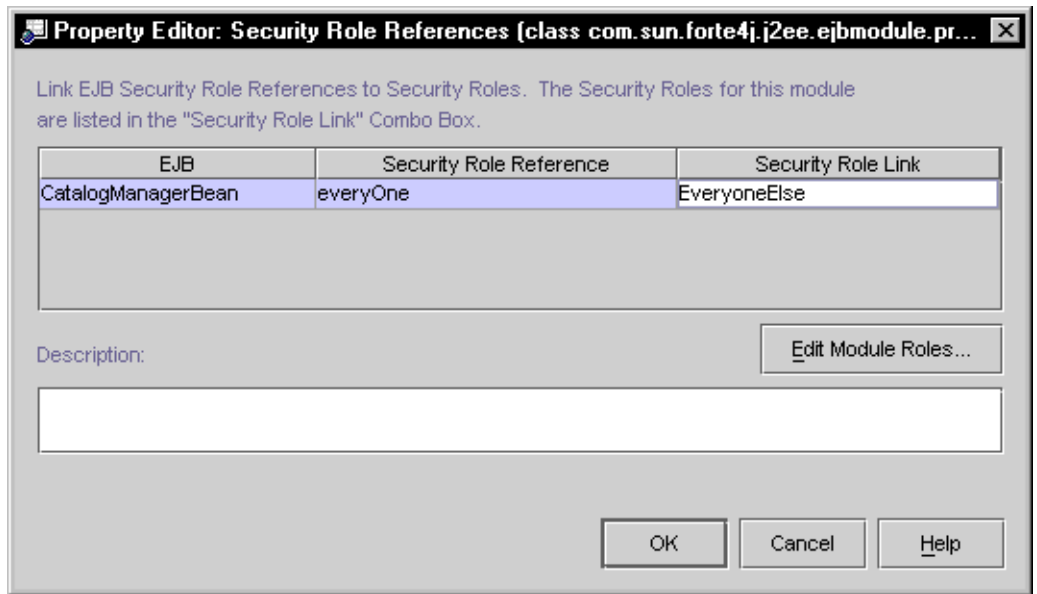 Property Editor: Security Role References (class com.sun.forte4j.j2ee.ejbmodule.pr...
Link EJB Security Role References to Security Roles. The Security Roles for this module
are listed in the "Security Role Link" Combo Box.
EJB Security Role Reference Security Role Link
CatalogManagerBean everyOne EveryoneElse
Edit Module Roles...
Description:
OK Cancel Help